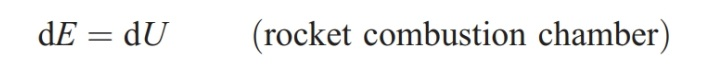 dE = dU (rocket combustion chamber)